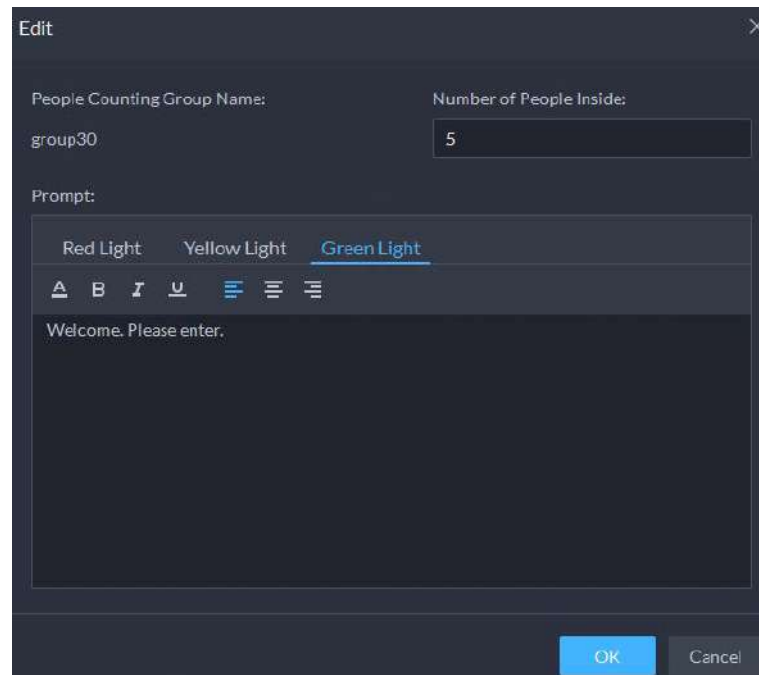 Edit
People Counting Group Name:
Number of People Inside:
group30
5
Prompt:
Red Light Yellow Light Green Light
A B I U
Welcome. Please enter.
OK Cancel